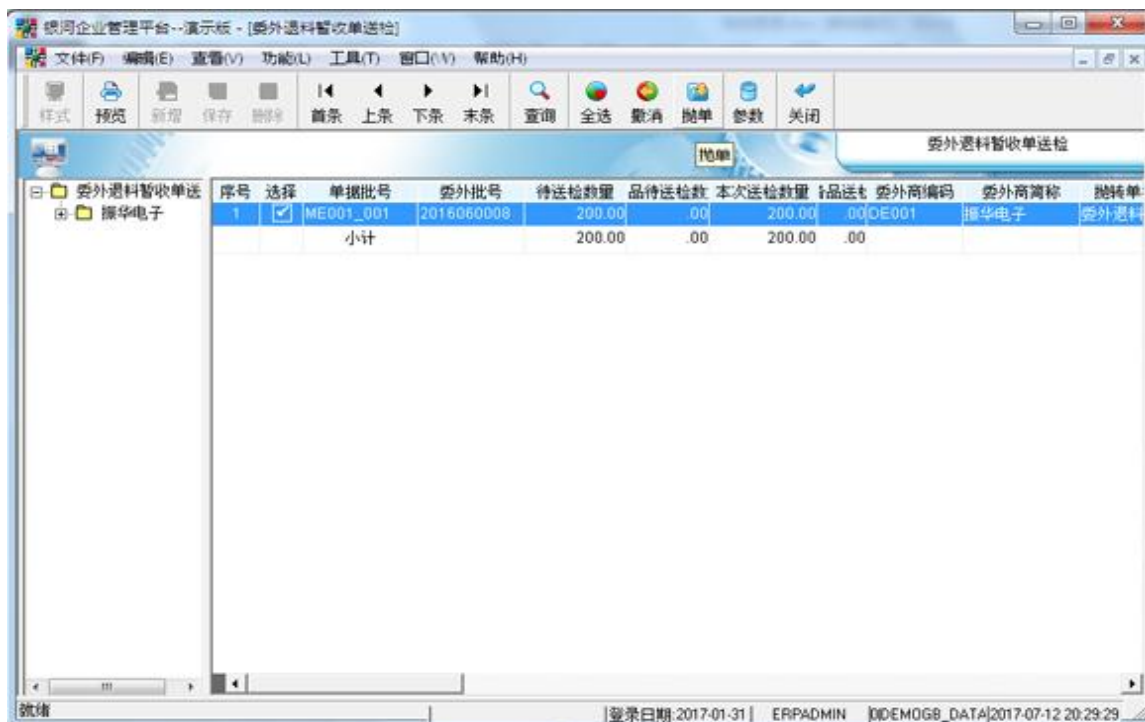 银河企业管理平台--演示版 - [委外退料暂收单送检]
文件(F) 编辑(E) 查看(V) 功能(L) 工具(T) 窗口(W) 帮助(H)
样式 预览 新增 保存 删除 首条 上条 下条 末条 查询 全选 撤消 抛单 参数 关闭
抛单
委外退料暂收单送检
委外退料暂收单送
振华电子
序号 选择 单据批号 委外批号 待送检数量 品待送检数 本次送检数量 品送检 委外商编码 委外商简称 抛转单
1 ME001_001 2016060008 200.00 .00 200.00 .00 DE001 振华电子 委外退料
小计 200.00 .00 200.00 .00
就绪 登录日期:2017-01-31 ERPADMIN DEMOGB_DATA 2017-07-12 20:29:29